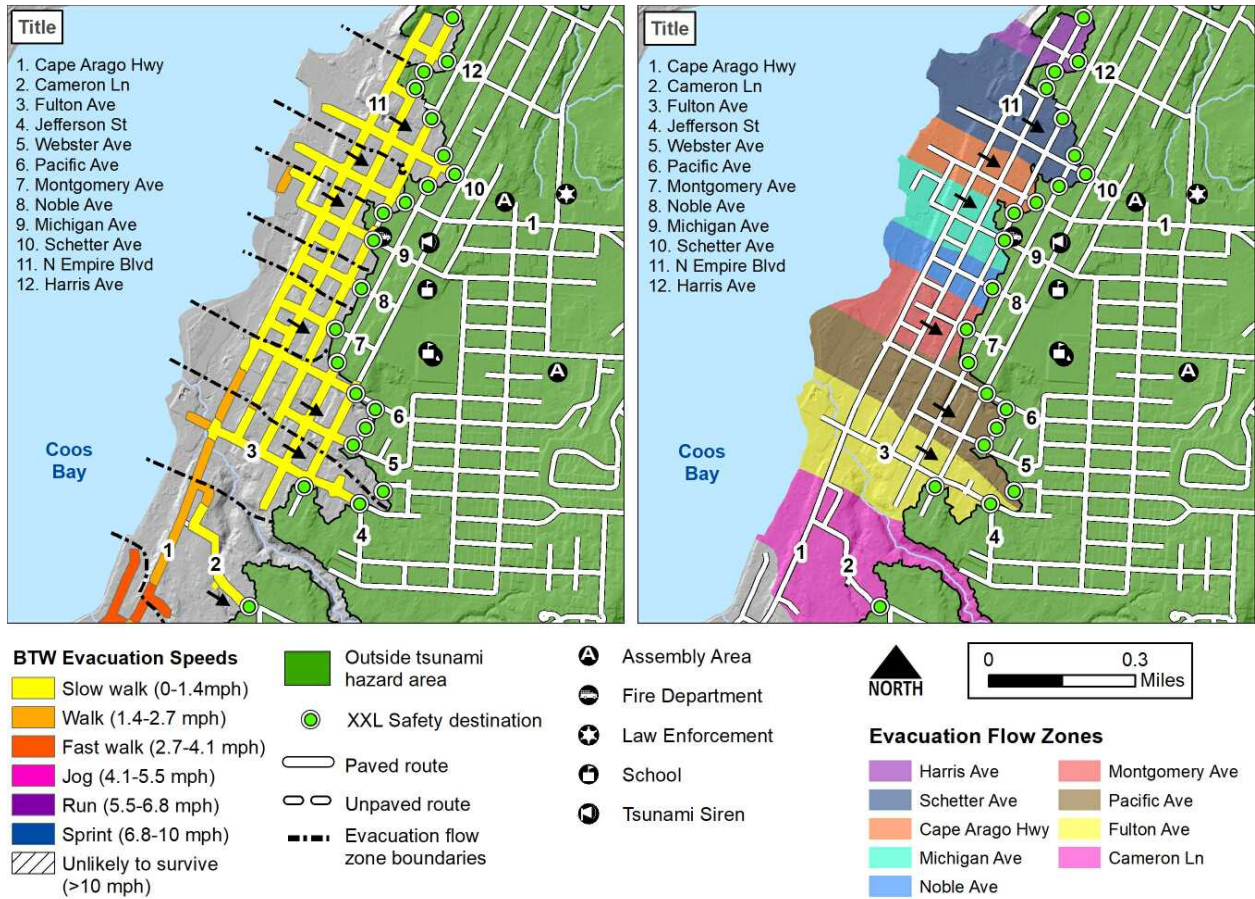 Title
1. Cape Arago Hwy
2. Cameron Ln
3. Fulton Ave
4. Jefferson St
5. Webster Ave
6. Pacific Ave
7. Montgomery Ave
8. Noble Ave
9. Michigan Ave
10. Schetter Ave
11. N Empire Blvd
12. Harris Ave
Coos
Bay
12
11
10
1
9
8
7
6
3
5
4
1
2
A
A
Title
1. Cape Arago Hwy
2. Cameron Ln
3. Fulton Ave
4. Jefferson St
5. Webster Ave
6. Pacific Ave
7. Montgomery Ave
8. Noble Ave
9. Michigan Ave
10. Schetter Ave
11. N Empire Blvd
12. Harris Ave
Coos
Bay
12
11
10
1
9
8
7
6
3
5
4
1
2
A
A
BTW Evacuation Speeds
Slow walk (0-1.4mph)
Walk (1.4-2.7 mph)
Fast walk (2.7-4.1 mph)
Jog (4.1-5.5 mph)
Run (5.5-6.8 mph)
Sprint (6.8-10 mph)
Unlikely to survive
(>10 mph)
Outside tsunami
hazard area
XXL Safety destination
Paved route
Unpaved route
Evacuation flow
zone boundaries
A Assembly Area
Fire Department
Law Enforcement
School
Tsunami Siren
NORTH
0 0.3
Miles
Evacuation Flow Zones
Harris Ave
Schetter Ave
Cape Arago Hwy
Michigan Ave
Noble Ave
Montgomery Ave
Pacific Ave
Fulton Ave
Cameron Ln